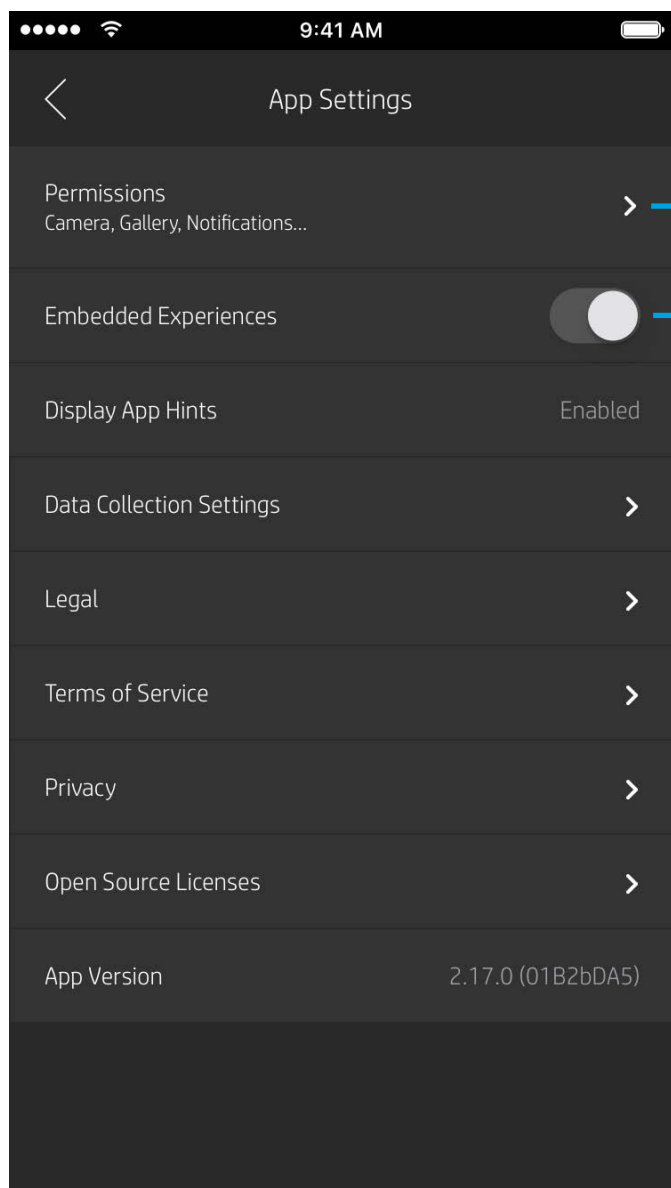 9:41 AM
App Settings
Permissions
Camera, Gallery, Notifications...
Embedded Experiences
Display App Hints Enabled
Data Collection Settings
Legal
Terms of Service
Privacy
Open Source Licenses
App Version 2.17.0 (01B2bDA5)